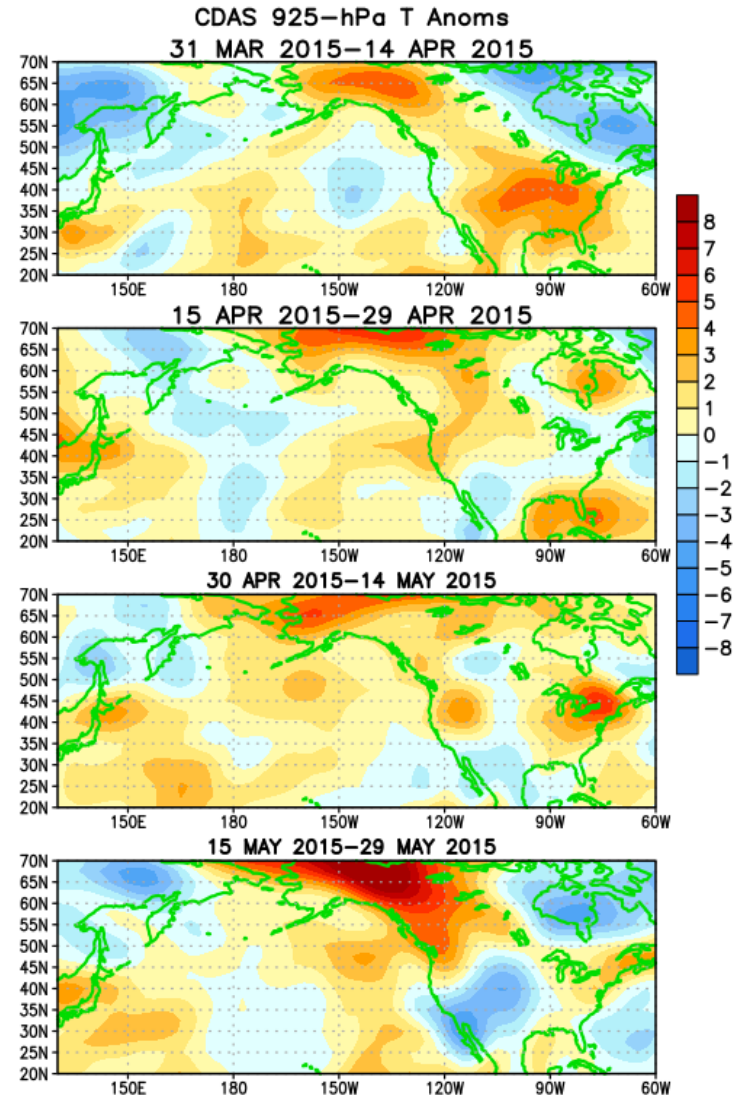 CDAS 925-hPa T Anoms
31 MAR 2015-14 APR 2015
70N
65N
60N
55N
50N
45N
40N
35N
30N
25N
20N
150E 180 150W 120W 90W 60W
15 APR 2015-29 APR 2015
70N
65N
60N
55N
50N
45N
40N
35N
30N
25N
20N
150E 180 150W 120W 90W 60W
30 APR 2015-14 MAY 2015
70N
65N
60N
55N
50N
45N
40N
35N
30N
25N
20N
150E 180 150W 120W 90W 60W
15 MAY 2015-29 MAY 2015
70N
65N
60N
55N
50N
45N
40N
35N
30N
25N
20N
150E 180 150W 120W 90W 60W
8
7
6
5
4
3
2
1
0
-1
-2
-3
-4
-5
-6
-7
-8